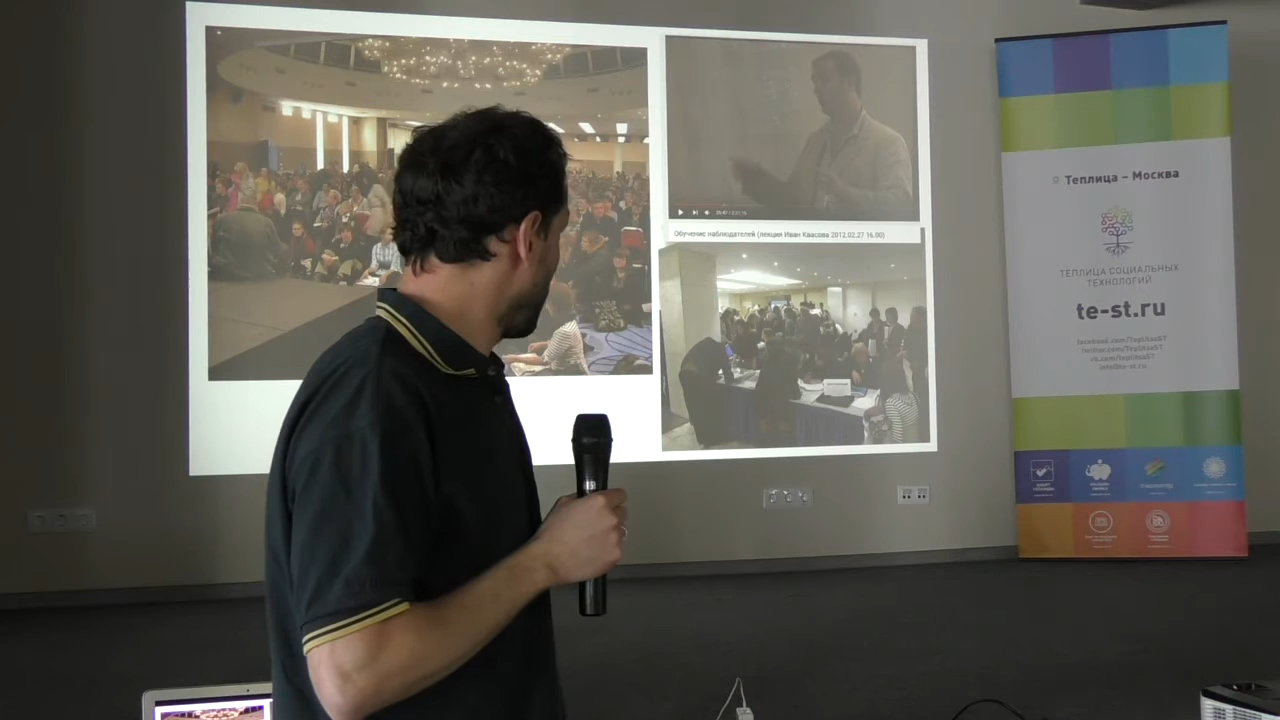 Обучение наблюдателей (лекция Иван Квасова 2012.02.27 16.00)
Теплица – Москва
ТЕПЛИЦА СОЦИАЛЬНЫХ
ТЕХНОЛОГИЙ
te-st.ru
facebook.com/TeplitsaST
twitter.com/TeplitsaST
vk.com/TeplitsaST
info@te-st.ru